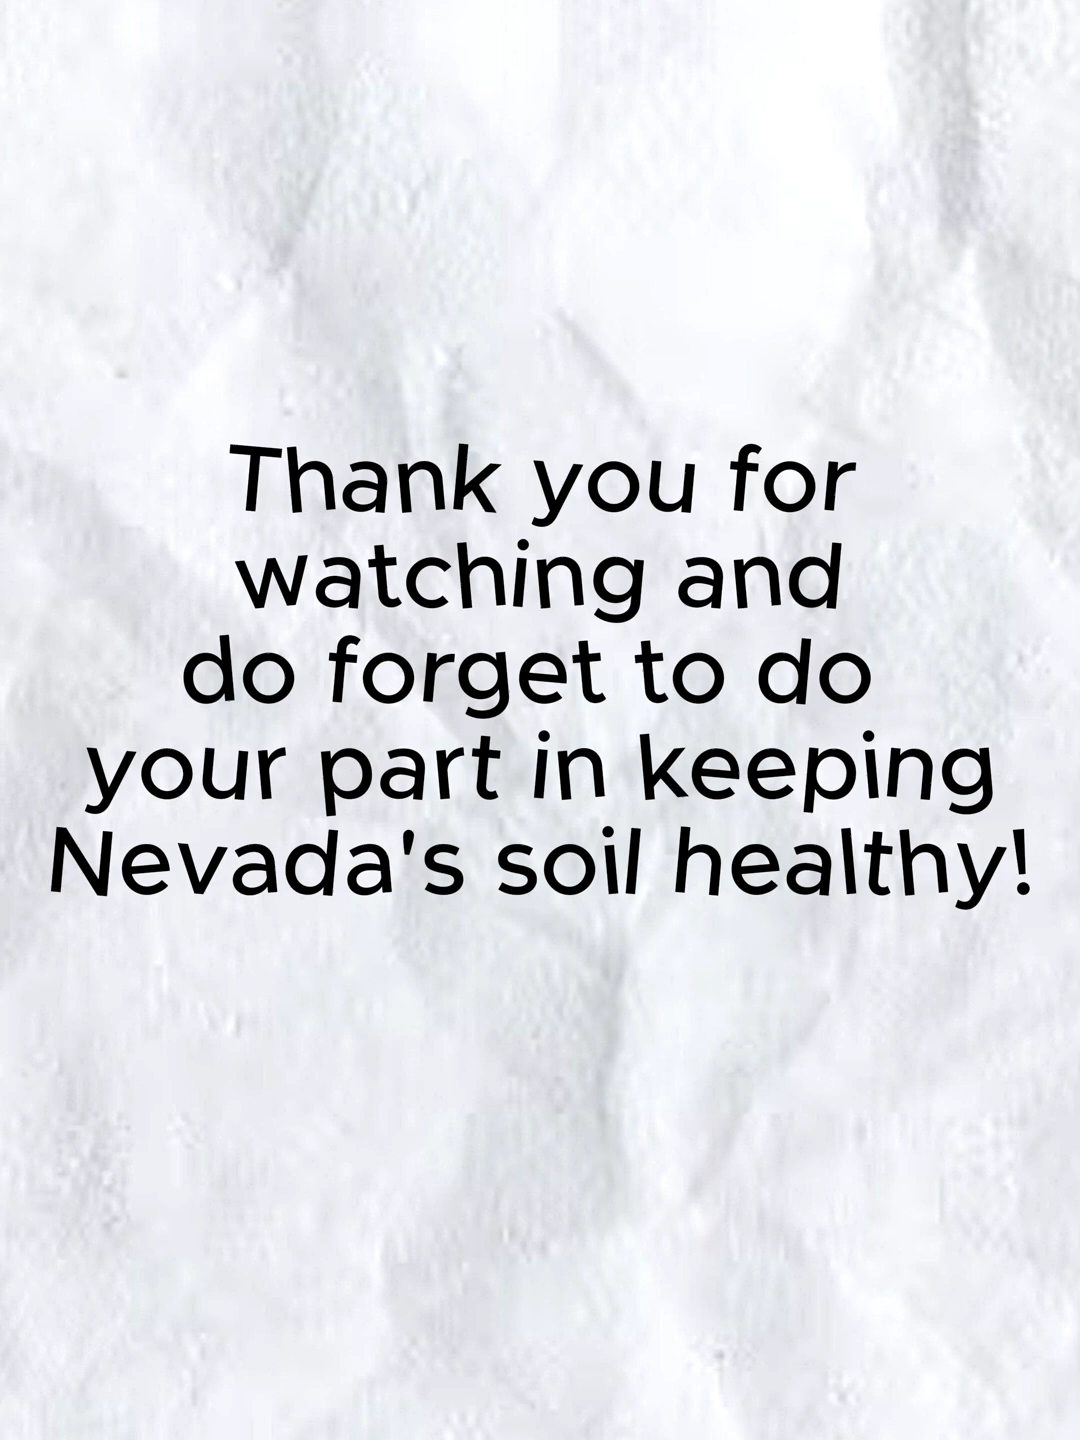 Thank you for
watching and
do forget to do
your part in keeping
Nevada's soil healthy!